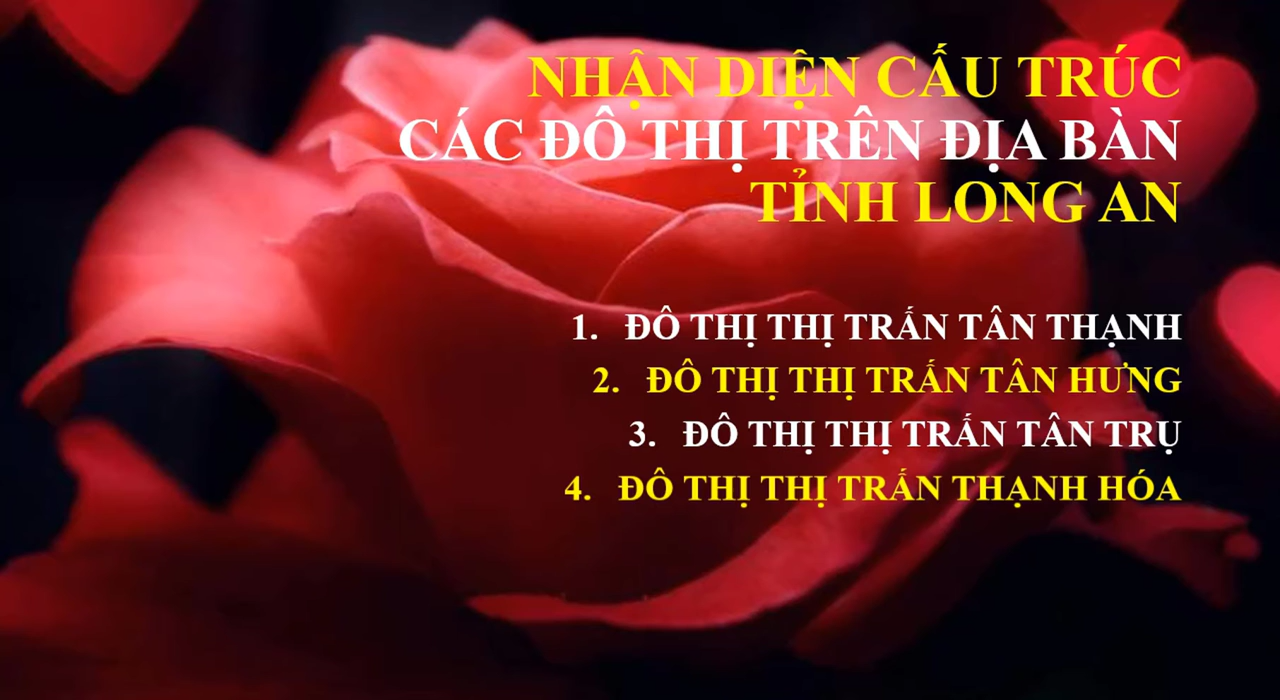 NHẬN DIỆN CẤU TRÚC
CÁC ĐÔ THỊ TRÊN ĐỊA BÀN
TỈNH LONG AN
1. ĐÔ THỊ THỊ TRẤN TÂN THẠNH
2. ĐÔ THỊ THỊ TRẤN TÂN HƯNG
3. ĐÔ THỊ THỊ TRẤN TÂN TRỤ
4. ĐÔ THỊ THỊ TRẤN THẠNH HÓA